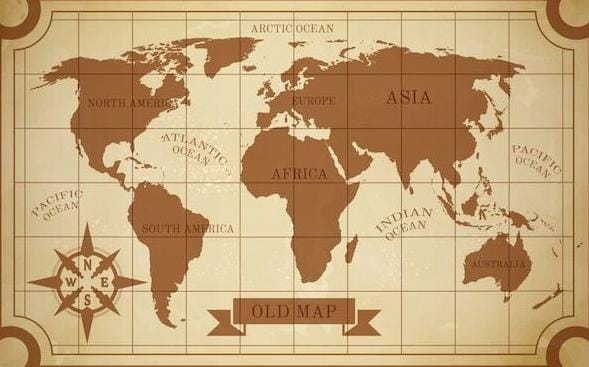 ARCTIC OCEAN
NORTH AMERICA
EUROPE
ASIA
ATLANTIC
OCEAN
PACIFIC
OCEAN
AFRICA
PACIFIC
OCEAN
INDIAN
OCEAN
SOUTH AMERICA
AUSTRALIA
N
W E
S
OLD MAP